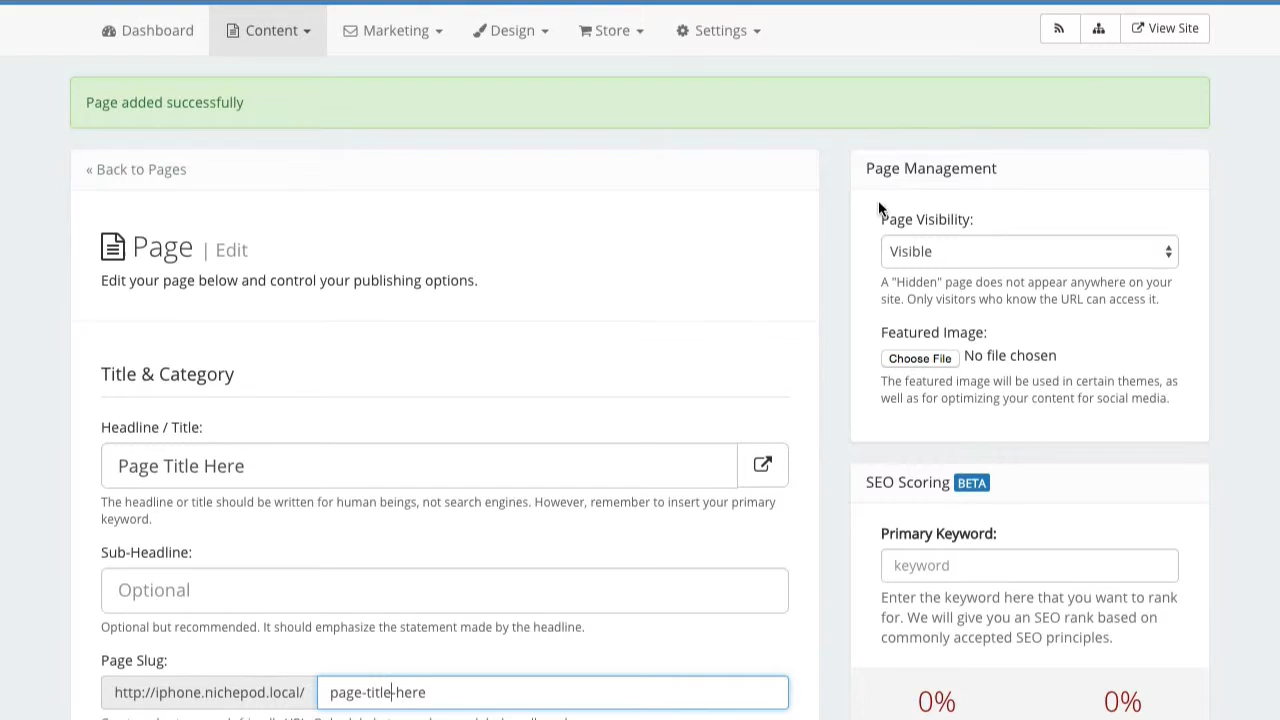 Dashboard
Content
Marketing
Design
Store
Settings
View Site
Page added successfully
« Back to Pages
Page | Edit
Edit your page below and control your publishing options.
Title & Category
Headline / Title:
Page Title Here
The headline or title should be written for human beings, not search engines. However, remember to insert your primary
keyword.
Sub-Headline:
Optional
Optional but recommended. It should emphasize the statement made by the headline.
Page Slug:
http://iphone.nichepod.local/ page-title-here
Page Management
Page Visibility:
Visible
A "Hidden" page does not appear anywhere on your
site. Only visitors who know the URL can access it.
Featured Image:
Choose File No file chosen
The featured image will be used in certain themes, as
well as for optimizing your content for social media.
SEO Scoring BETA
Primary Keyword:
keyword
Enter the keyword here that you want to rank
for. We will give you an SEO rank based on
commonly accepted SEO principles.
0% 0%